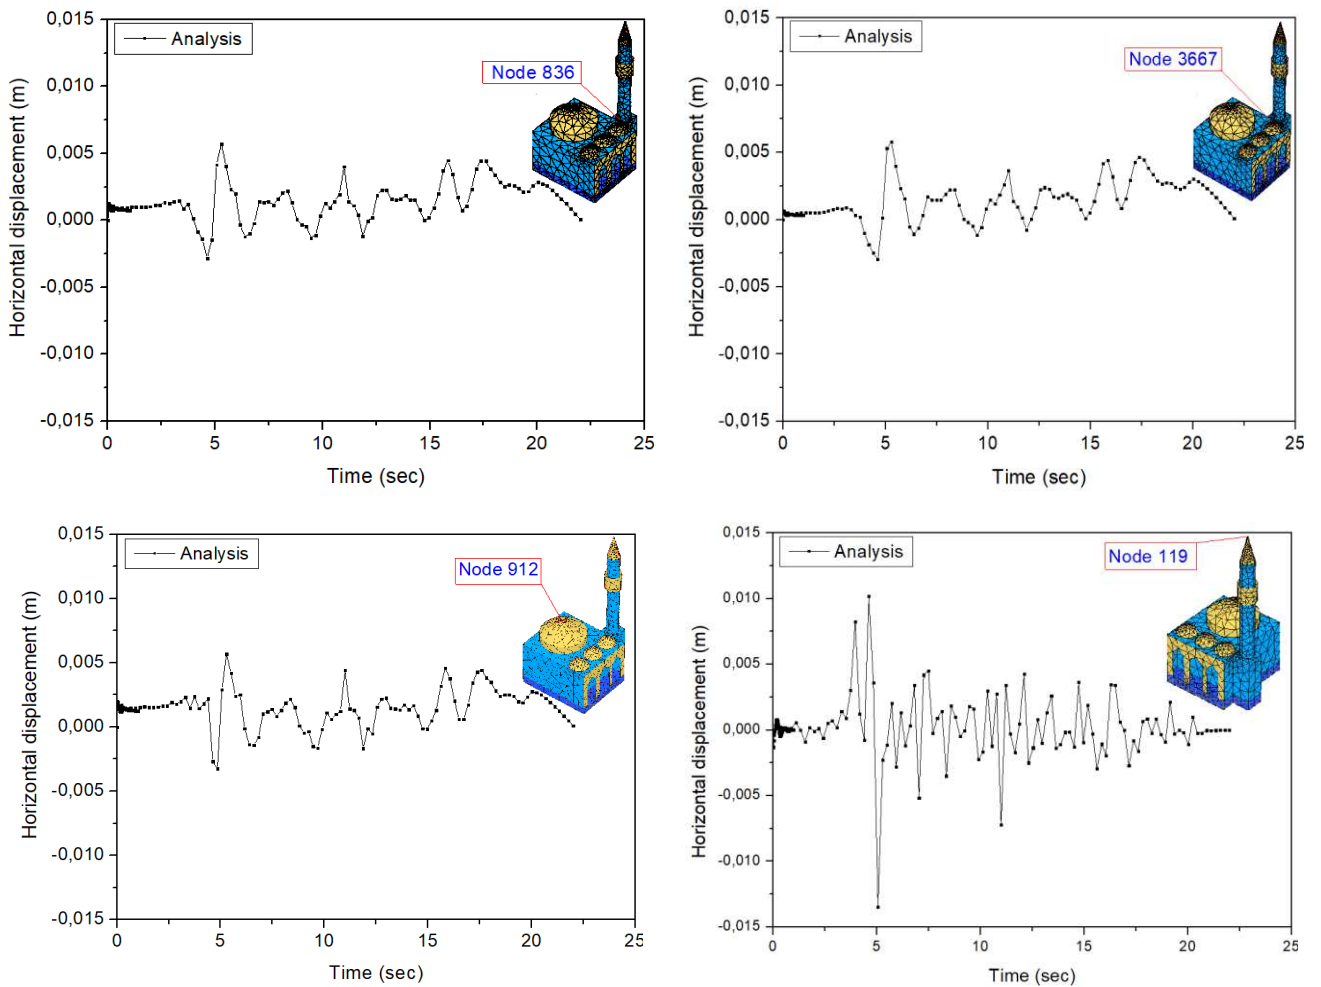 Horizontal displacement (m)
0,015
0,010
0,005
0,000
-0,005
-0,010
-0,015
Analysis
Node 836
0 5 10 15 20 25
Time (sec)
Horizontal displacement (m)
0,015
0,010
0,005
0,000
-0,005
-0,010
-0,015
Analysis
Node 3667
0 5 10 15 20 25
Time (sec)
Horizontal displacement (m)
0,015
0,010
0,005
0,000
-0,005
-0,010
-0,015
Analysis
Node 912
0 5 10 15 20 25
Time (sec)
Horizontal displacement (m)
0,015
0,010
0,005
0,000
-0,005
-0,010
-0,015
Analysis
Node 119
0 5 10 15 20 25
Time (sec)